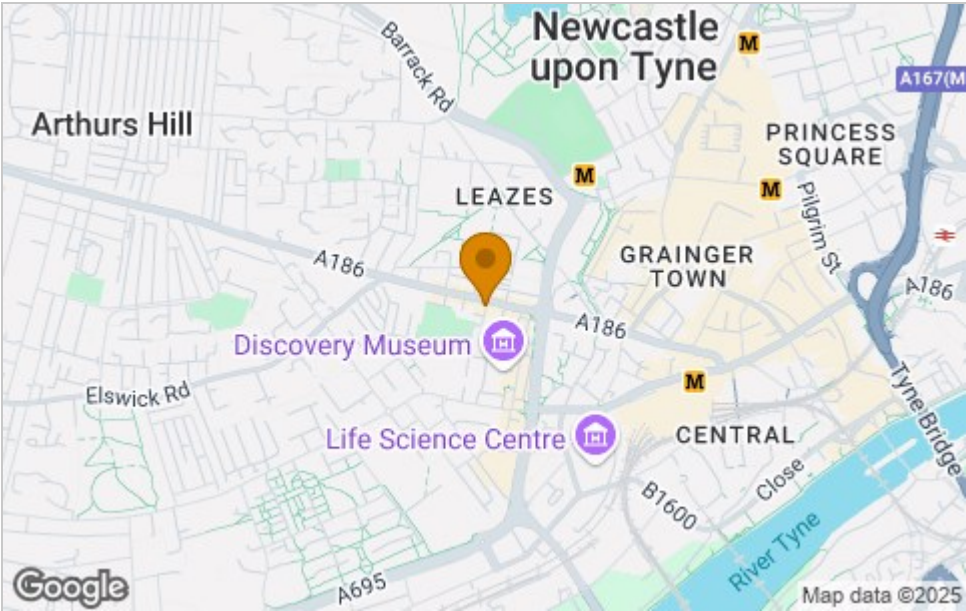 Newcastle
upon Tyne
M
A167(M
Barrack Rd
Arthurs Hill
PRINCESS
SQUARE
M
M
LEAZES
Pilgrim St
GRAINGER
TOWN
A186
A186
A186
Discovery Museum
Tyne Bridge
M
Elswick Rd
Life Science Centre
CENTRAL
Close
B1600
River Tyne
A695
Google
Map data ©2025